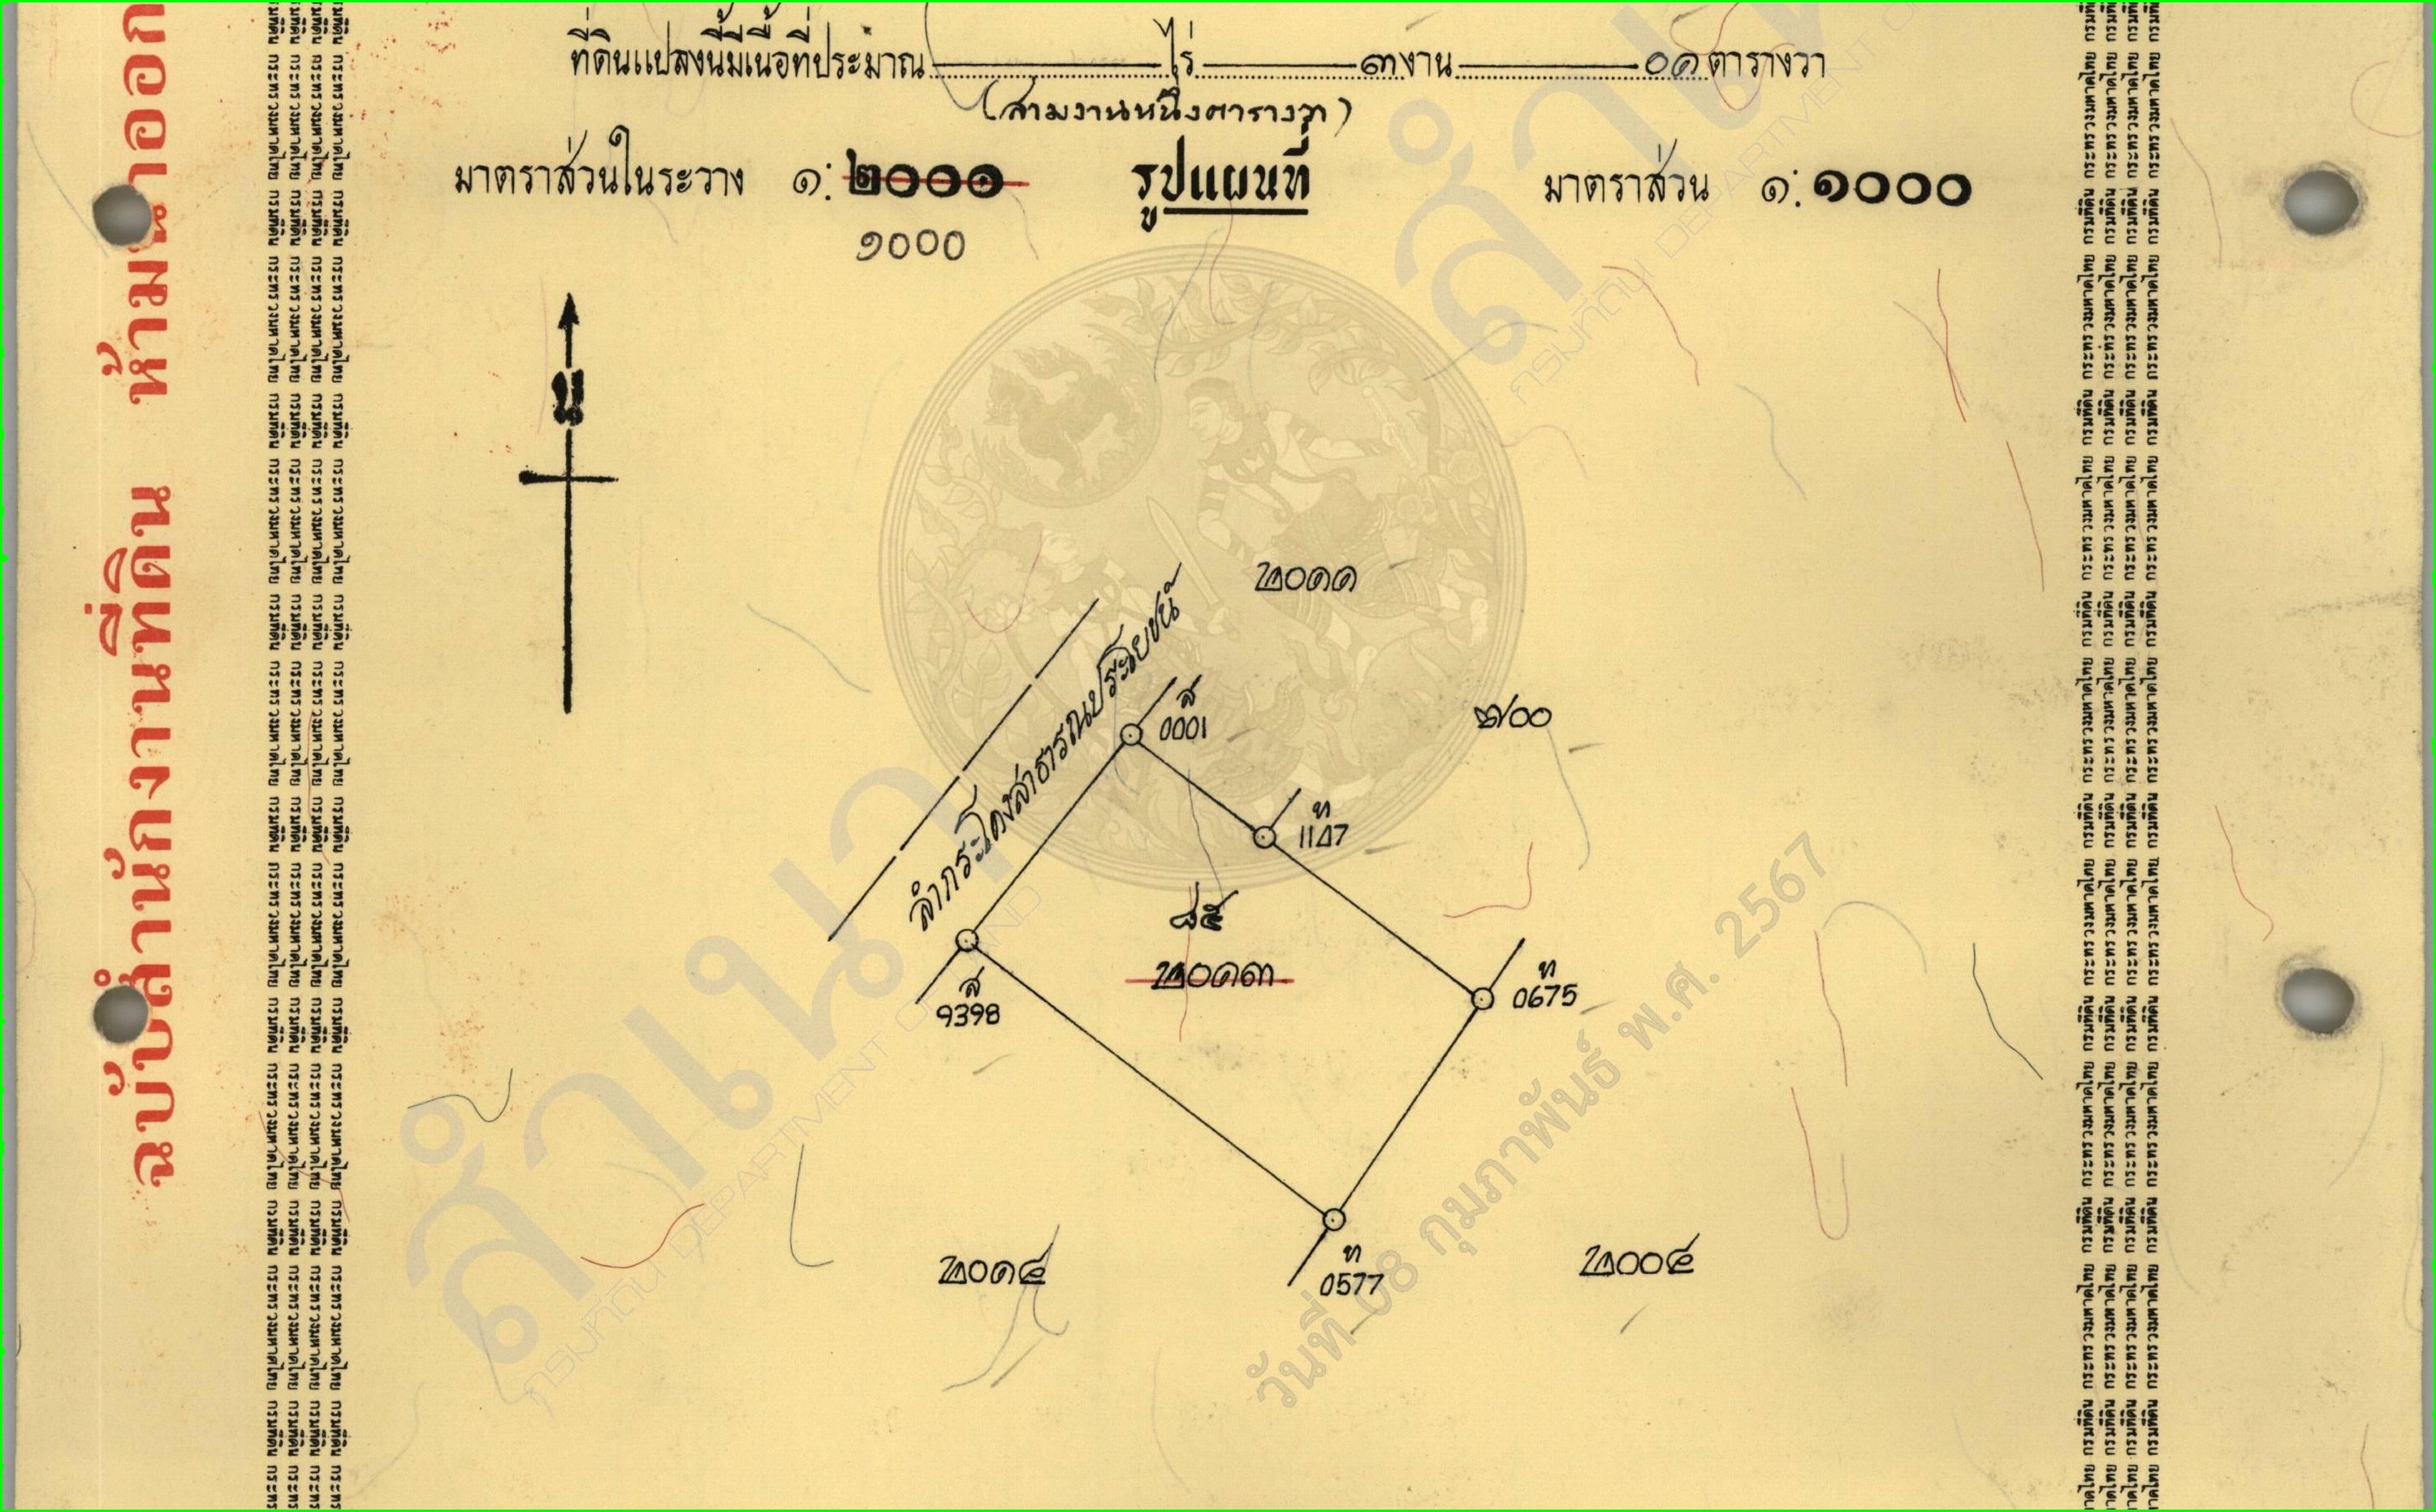 ที่ดินแปลงนี้มีเนื้อที่ประมาณ ไร่ ๓ งาน ๐๑ ตารางวา
(สามงานหนึ่งตารางวา)
มาตราส่วนในระวาง ๑: ๒๐๐๐ รูปแผนที่ มาตราส่วน ๑: ๑๐๐๐
๑๐๐๐
น
๒๐๑๑
ลำกระโดงสาธารณประโยชน์
ส
0001
๗๐๐
ท
1147
๘๕
๒๐๑๓
ส
9398
ท
0675
๒๐๑๔
ท
0577
๒๐๐๔
ฉบับสำนักงานที่ดิน ห้ามนำออก
กรมที่ดิน กระทรวงมหาดไทย
สำเนา
กรมที่ดิน DEPARTMENT OF LAND
วันที่ 08 กุมภาพันธ์ พ.ศ. 2567